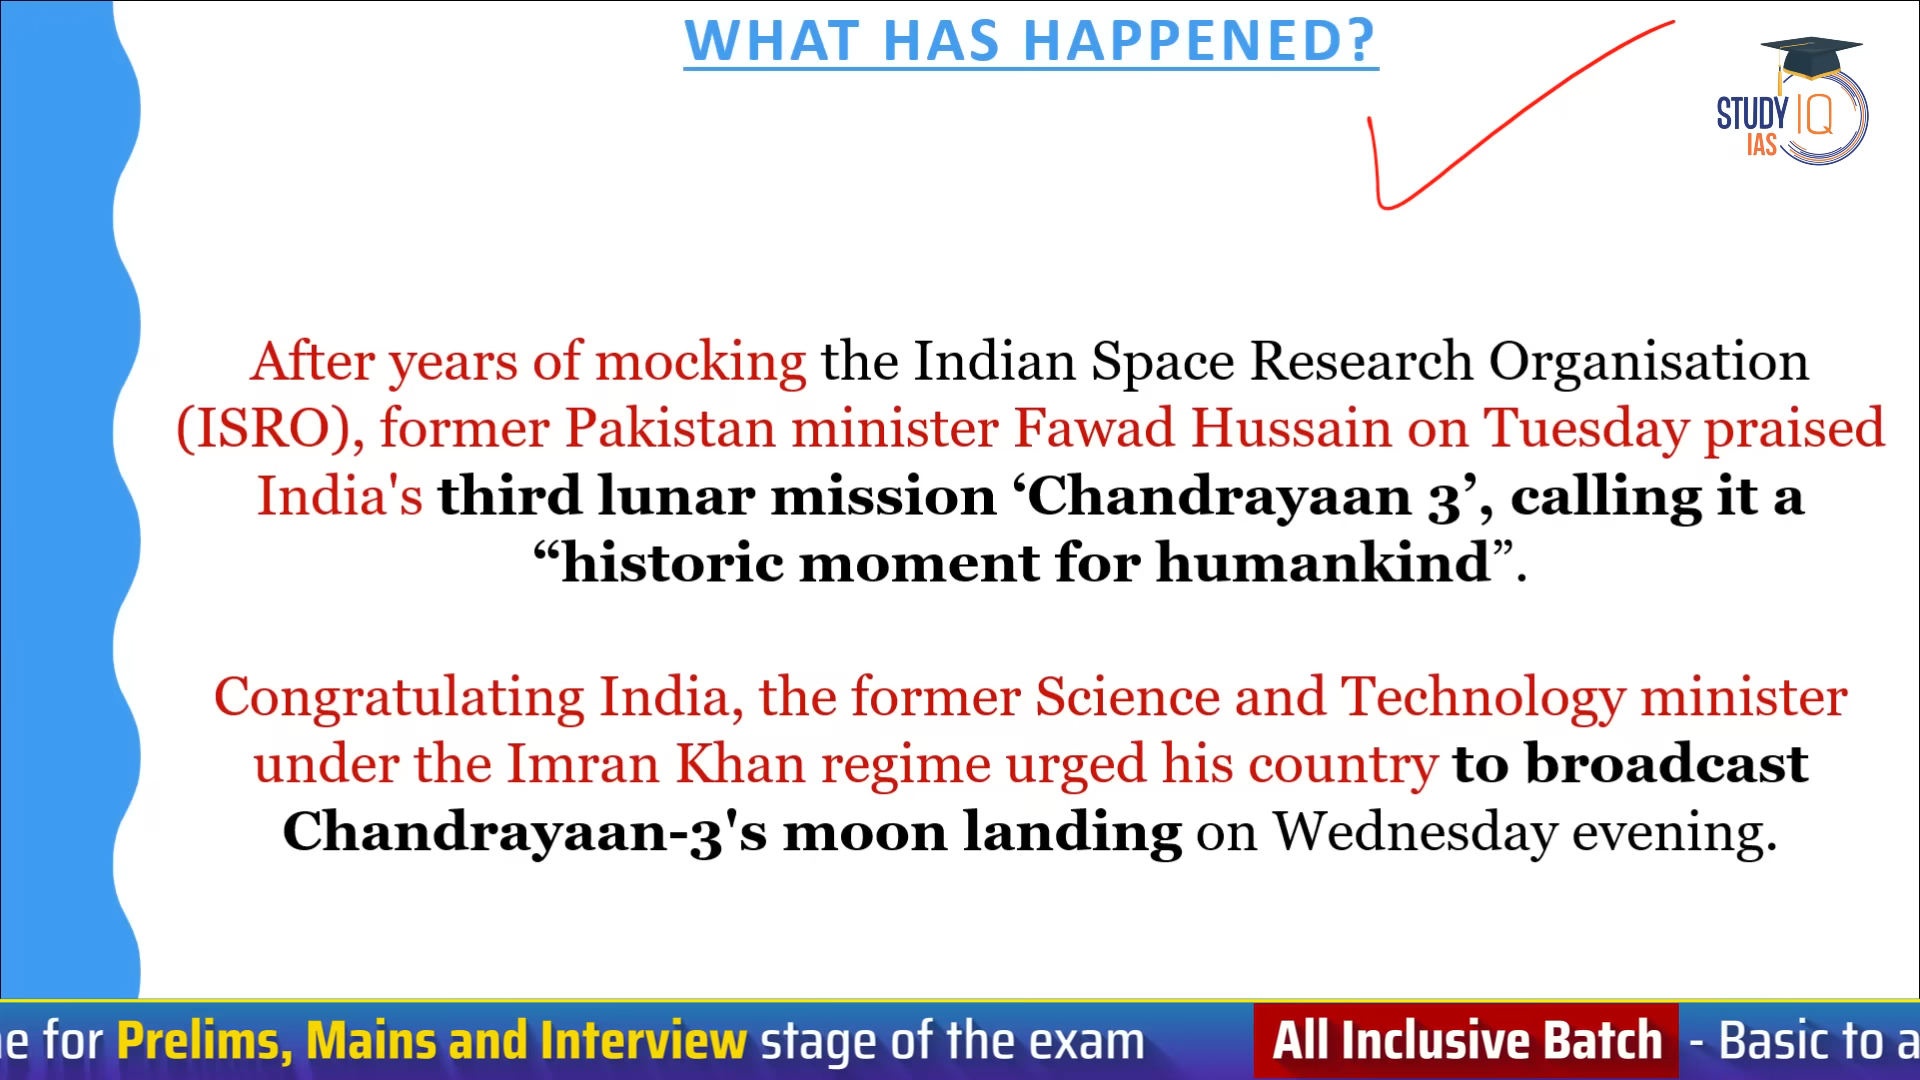 WHAT HAS HAPPENED?
STUDY IQ
IAS
After years of mocking the Indian Space Research Organisation
(ISRO), former Pakistan minister Fawad Hussain on Tuesday praised
India's third lunar mission ‘Chandrayaan 3’, calling it a
“historic moment for humankind”.
Congratulating India, the former Science and Technology minister
under the Imran Khan regime urged his country to broadcast
Chandrayaan-3's moon landing on Wednesday evening.
for Prelims, Mains and Interview stage of the exam All Inclusive Batch - Basic to